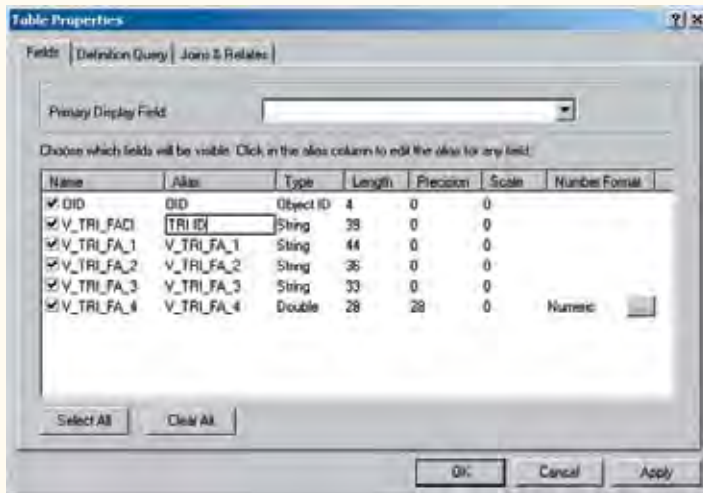 Table Properties
Fields Definition Query Joins & Relates
Primary Display Field
Choose which fields will be visible. Click in the alias column to edit the alias for any field.
Name Alias Type Length Precision Scale Number Format
OID OID Object ID 4 0 0
V_TRI_FACI TRI ID String 39 0 0
V_TRI_FA_1 V_TRI_FA_1 String 44 0 0
V_TRI_FA_2 V_TRI_FA_2 String 36 0 0
V_TRI_FA_3 V_TRI_FA_3 String 33 0 0
V_TRI_FA_4 V_TRI_FA_4 Double 28 28 0 Numeric ...
Select All Clear All
OK Cancel Apply